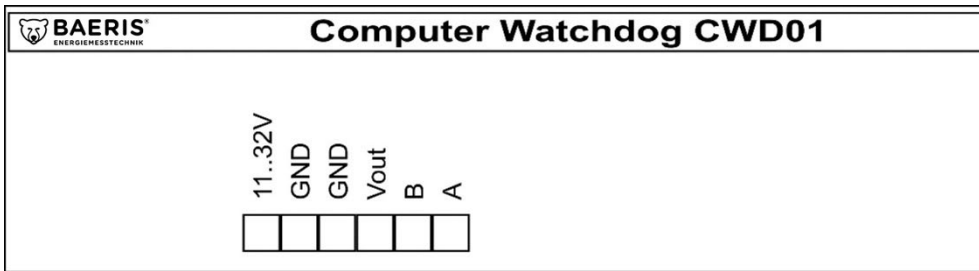 BAERIS®
ENERGIEMESSTECHNIK
Computer Watchdog CWD01
11..32V
GND
GND
Vout
B
A